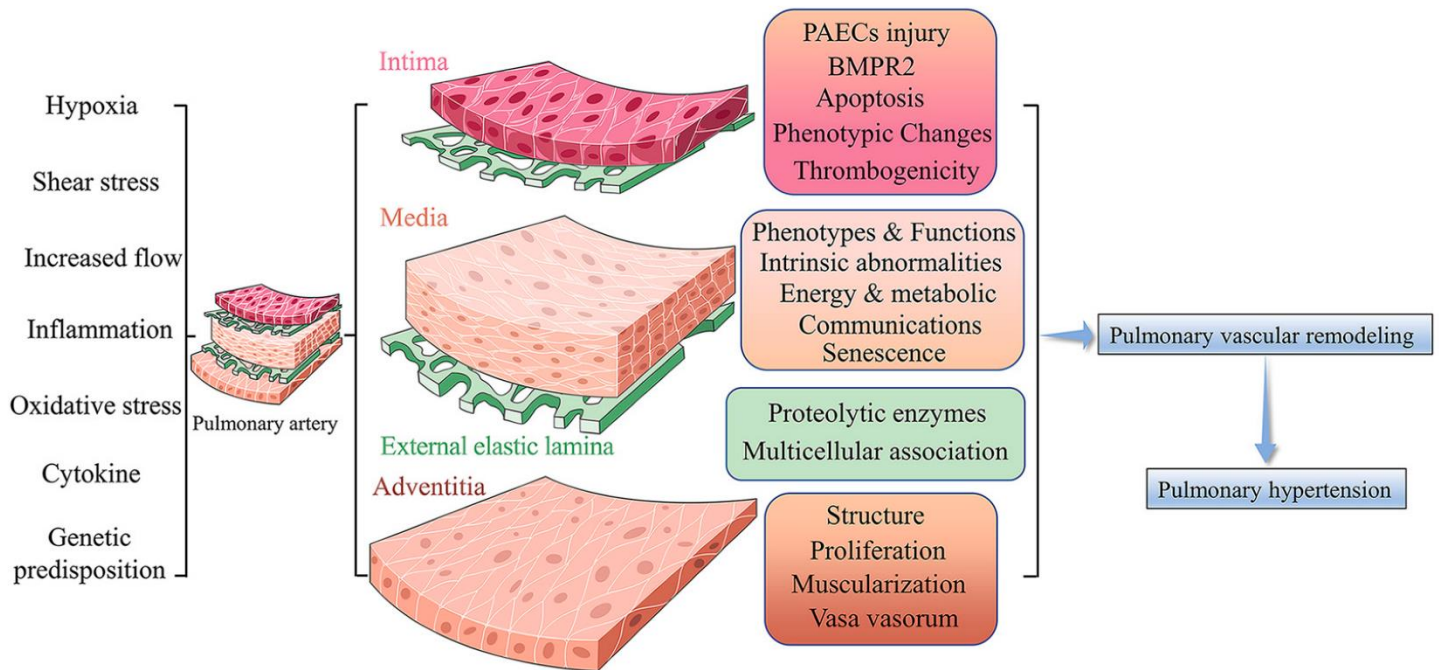 Hypoxia
Shear stress
Increased flow
Inflammation
Oxidative stress
Cytokine
Genetic
predisposition
Pulmonary artery
Intima
Media
External elastic lamina
Adventitia
PAECs injury
BMPR2
Apoptosis
Phenotypic Changes
Thrombogenicity
Phenotypes & Functions
Intrinsic abnormalities
Energy & metabolic
Communications
Senescence
Proteolytic enzymes
Multicellular association
Structure
Proliferation
Muscularization
Vasa vasorum
Pulmonary vascular remodeling
Pulmonary hypertension